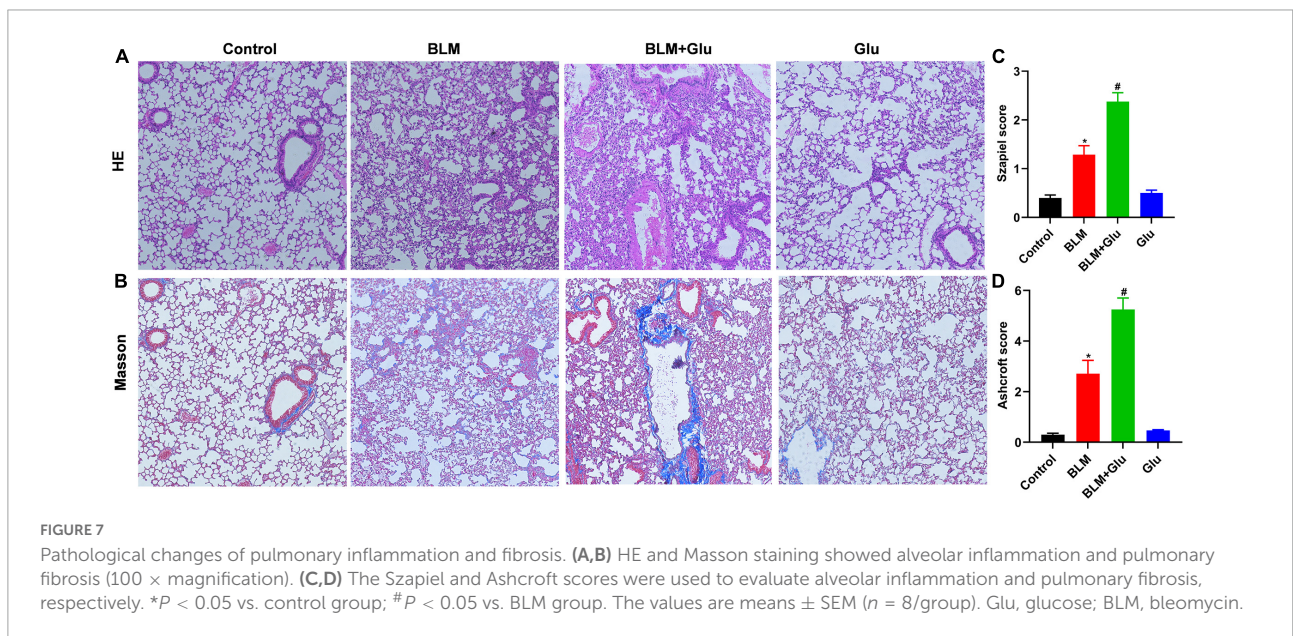 A
Control
BLM
BLM+Glu
Glu
HE
B
Masson
C
3
2
1
0
Szapiel score
*
#
Control
BLM
BLM+Glu
Glu
D
6
4
2
0
Ashcroft score
*
#
Control
BLM
BLM+Glu
Glu
FIGURE 7
Pathological changes of pulmonary inflammation and fibrosis. (A,B) HE and Masson staining showed alveolar inflammation and pulmonary
fibrosis (100 × magnification). (C,D) The Szapiel and Ashcroft scores were used to evaluate alveolar inflammation and pulmonary fibrosis,
respectively. *P < 0.05 vs. control group; #P < 0.05 vs. BLM group. The values are means ± SEM (n = 8/group). Glu, glucose; BLM, bleomycin.